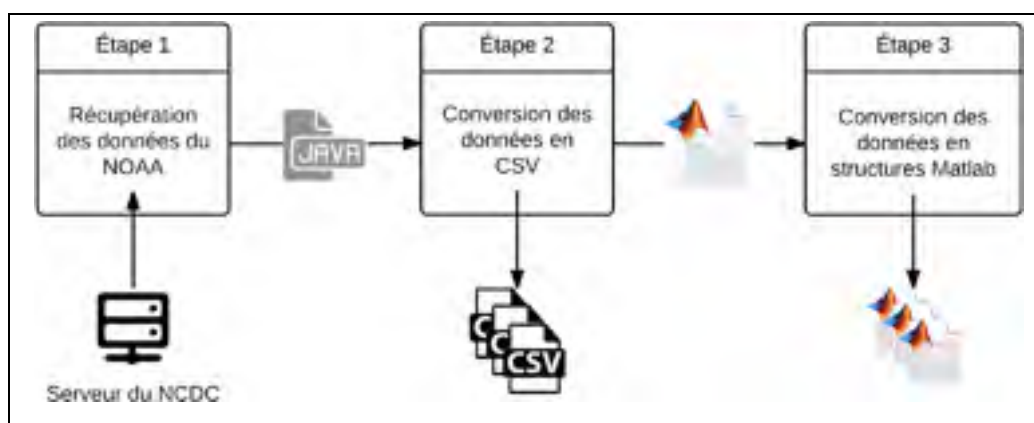 Étape 1
Récupération
des données du
NOAA
Serveur du NCDC
JAVA
Étape 2
Conversion des
données en
CSV
C
C
CSV
Étape 3
Conversion des
données en
structures Matlab